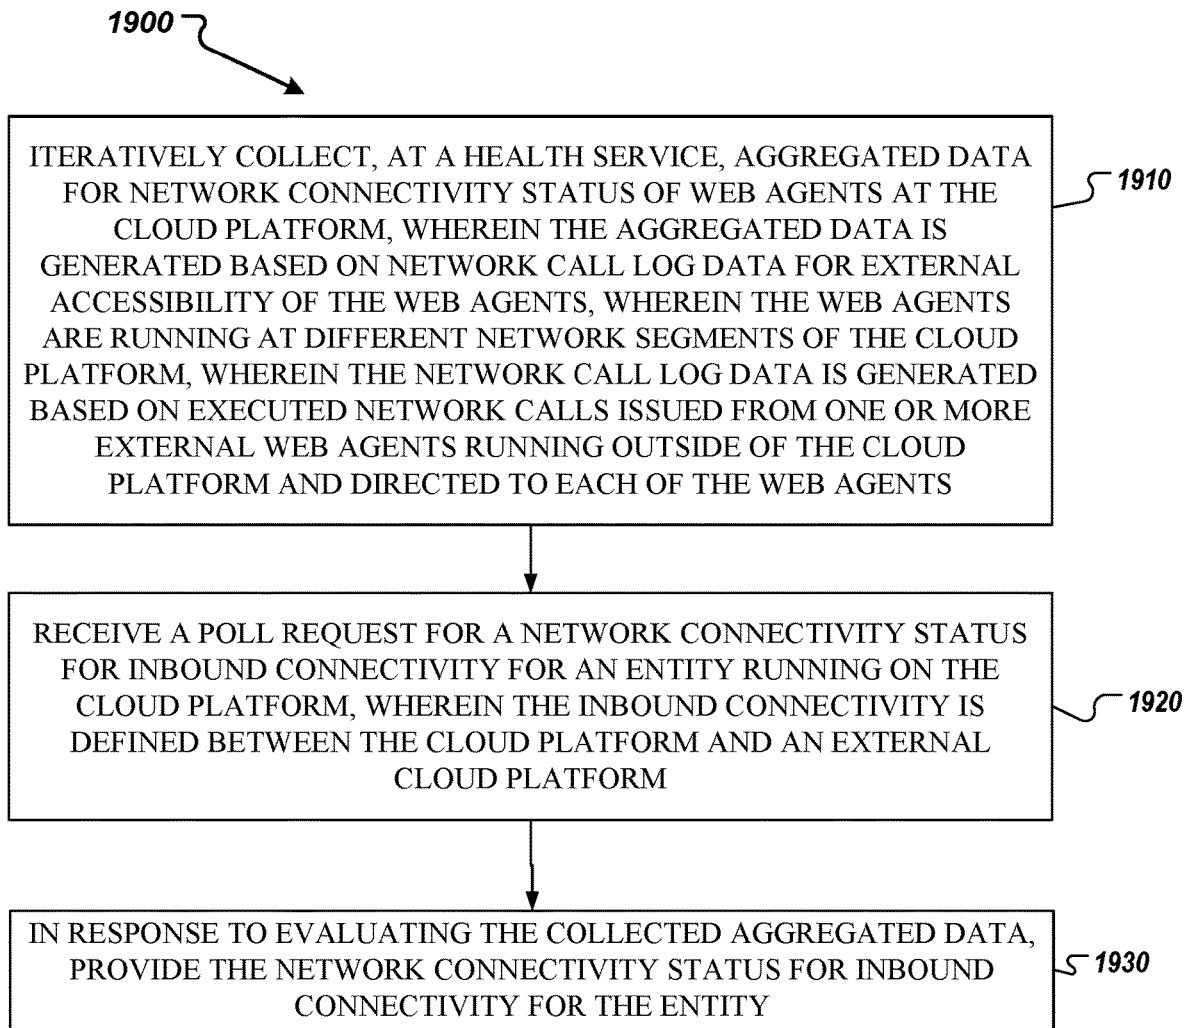 1900
ITERATIVELY COLLECT, AT A HEALTH SERVICE, AGGREGATED DATA
FOR NETWORK CONNECTIVITY STATUS OF WEB AGENTS AT THE
CLOUD PLATFORM, WHEREIN THE AGGREGATED DATA IS
GENERATED BASED ON NETWORK CALL LOG DATA FOR EXTERNAL
ACCESSIBILITY OF THE WEB AGENTS, WHEREIN THE WEB AGENTS
ARE RUNNING AT DIFFERENT NETWORK SEGMENTS OF THE CLOUD
PLATFORM, WHEREIN THE NETWORK CALL LOG DATA IS GENERATED
BASED ON EXECUTED NETWORK CALLS ISSUED FROM ONE OR MORE
EXTERNAL WEB AGENTS RUNNING OUTSIDE OF THE CLOUD
PLATFORM AND DIRECTED TO EACH OF THE WEB AGENTS
1910
RECEIVE A POLL REQUEST FOR A NETWORK CONNECTIVITY STATUS
FOR INBOUND CONNECTIVITY FOR AN ENTITY RUNNING ON THE
CLOUD PLATFORM, WHEREIN THE INBOUND CONNECTIVITY IS
DEFINED BETWEEN THE CLOUD PLATFORM AND AN EXTERNAL
CLOUD PLATFORM
1920
IN RESPONSE TO EVALUATING THE COLLECTED AGGREGATED DATA,
PROVIDE THE NETWORK CONNECTIVITY STATUS FOR INBOUND
CONNECTIVITY FOR THE ENTITY
1930